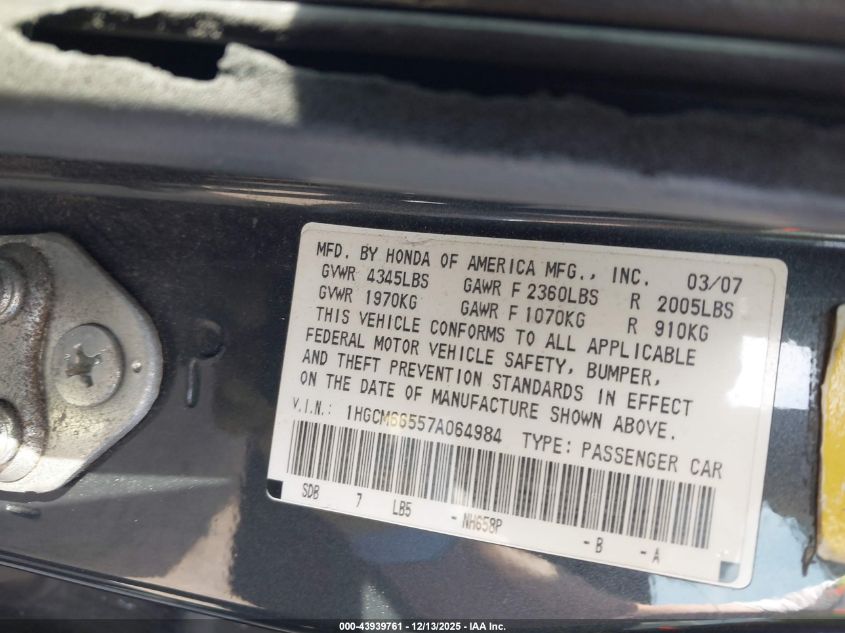 MFD. BY HONDA OF AMERICA MFG., INC. 03/07
GVWR 4345LBS GAWR F 2360LBS R 2005LBS
GVWR 1970KG GAWR F 1070KG R 910KG
THIS VEHICLE CONFORMS TO ALL APPLICABLE
FEDERAL MOTOR VEHICLE SAFETY, BUMPER,
AND THEFT PREVENTION STANDARDS IN EFFECT
ON THE DATE OF MANUFACTURE SHOWN ABOVE.
V.I.N.: 1HGCM66557A064984 TYPE: PASSENGER CAR
SDB 7 LB5 - NH658P - B - A
000-43939761 - 12/13/2025 - IAA Inc.